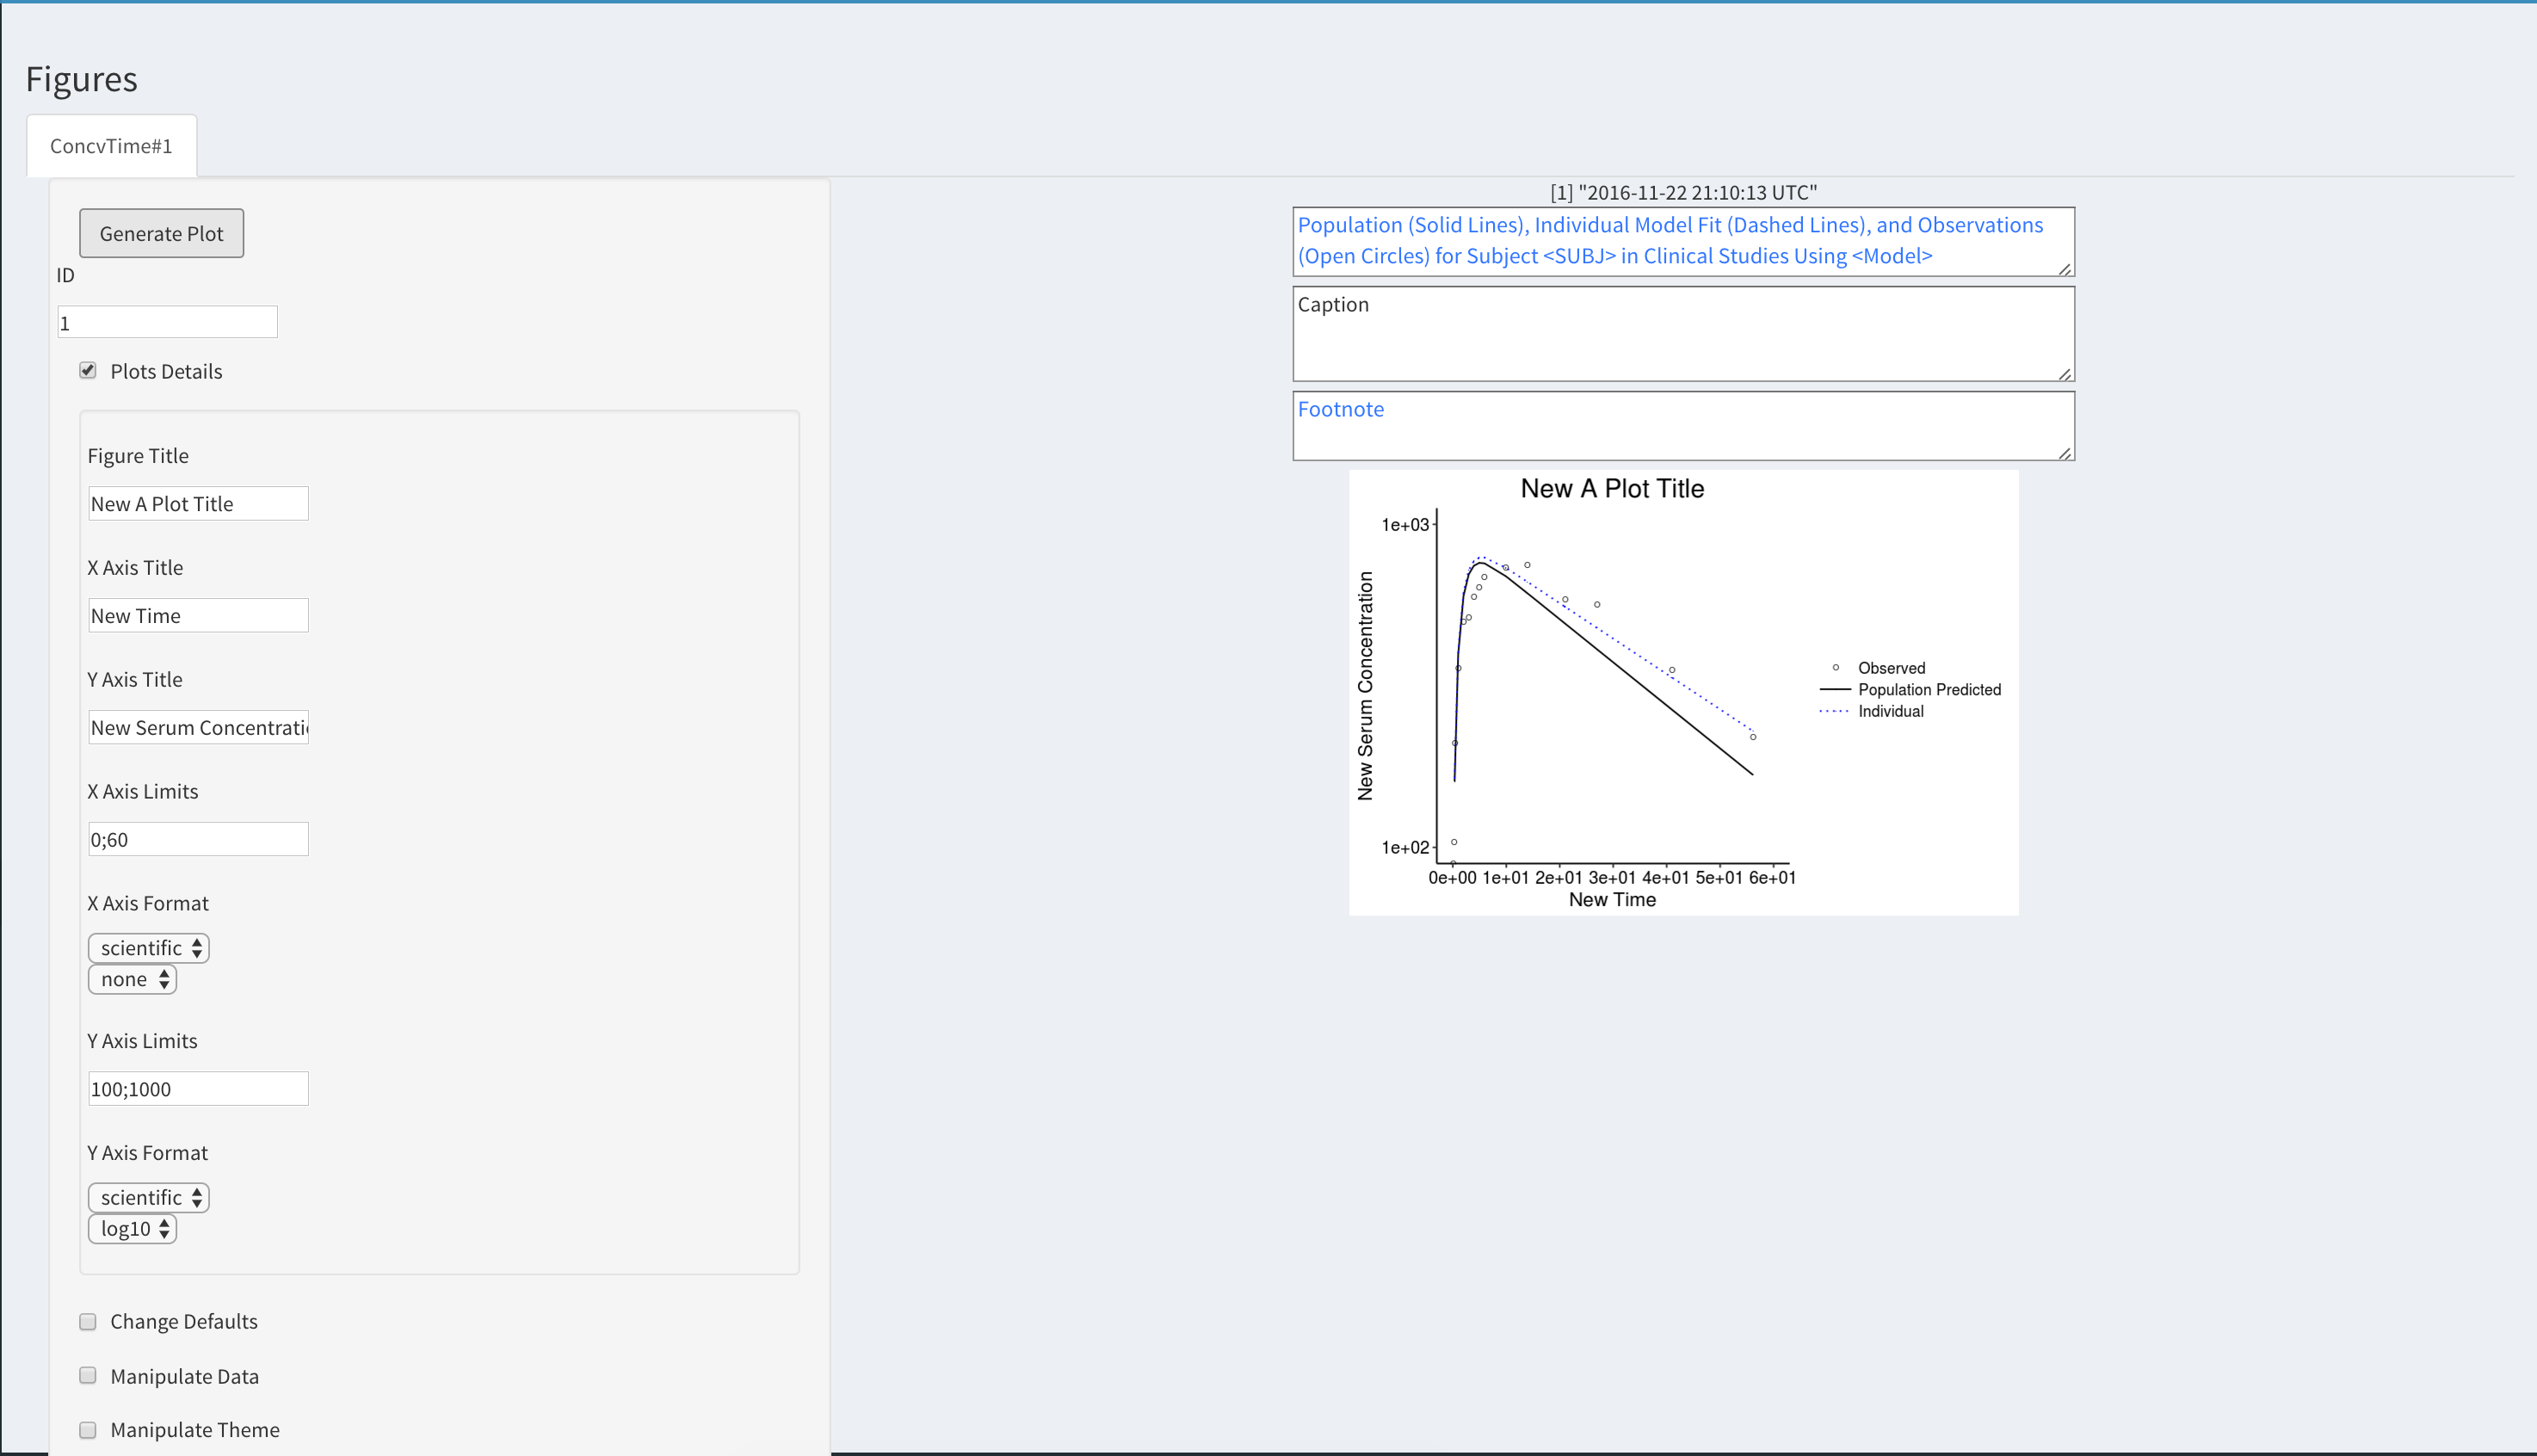 Figures
ConcvTime#1
Generate Plot
ID
1
Plots Details
Figure Title
New A Plot Title
X Axis Title
New Time
Y Axis Title
New Serum Concentrati
X Axis Limits
0;60
X Axis Format
scientific
none
Y Axis Limits
100;1000
Y Axis Format
scientific
log10
Change Defaults
Manipulate Data
Manipulate Theme
[1] "2016-11-22 21:10:13 UTC"
Population (Solid Lines), Individual Model Fit (Dashed Lines), and Observations
(Open Circles) for Subject <SUBJ> in Clinical Studies Using <Model>
Caption
Footnote
New A Plot Title
1e+03
New Serum Concentration
1e+02
0e+00 1e+01 2e+01 3e+01 4e+01 5e+01 6e+01
New Time
Observed
Population Predicted
Individual